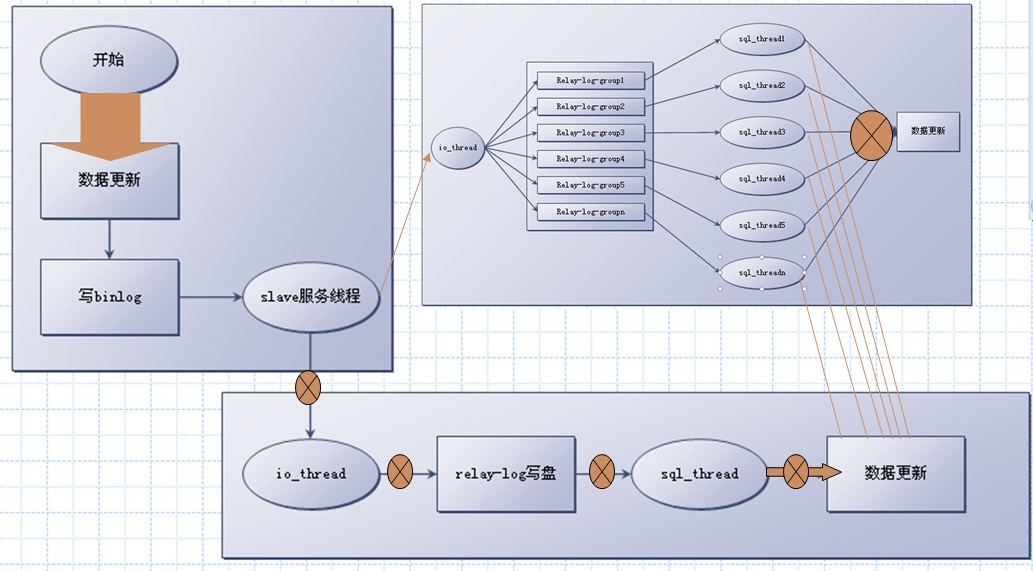 开始
数据更新
写binlog
slave服务线程
io_thread
Relay-log-group1
Relay-log-group2
Relay-log-group3
Relay-log-group4
Relay-log-group5
Relay-log-groupn
sql_thread1
sql_thread2
sql_thread3
sql_thread4
sql_thread5
sql_threadn
数据更新
io_thread
relay-log写盘
sql_thread
数据更新